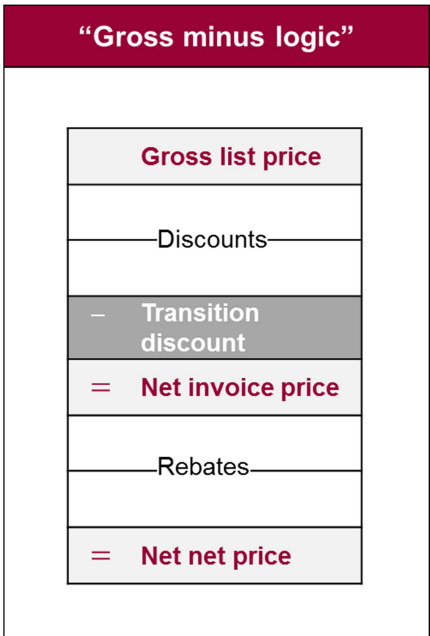 “Gross minus logic”
Gross list price
Discounts
– Transition
discount
= Net invoice price
Rebates
= Net net price